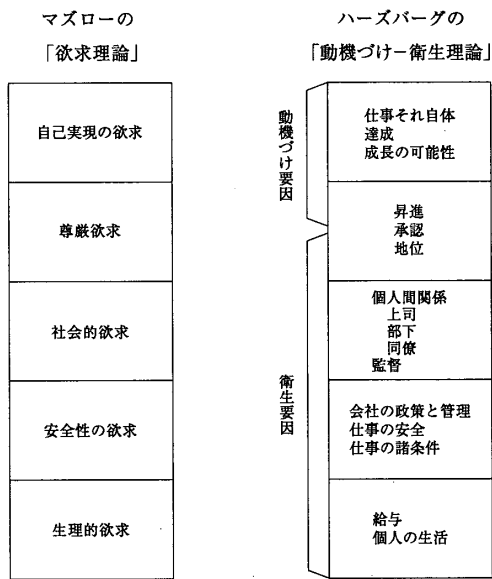 マズローの
「欲求理論」
自己実現の欲求
尊厳欲求
社会的欲求
安全性の欲求
生理的欲求
ハーズバーグの
「動機づけ－衛生理論」
動機づけ要因
仕事それ自体
達成
成長の可能性
昇進
承認
地位
衛生要因
個人間関係
上司
部下
同僚
監督
会社の政策と管理
仕事の安全
仕事の諸条件
給与
個人の生活